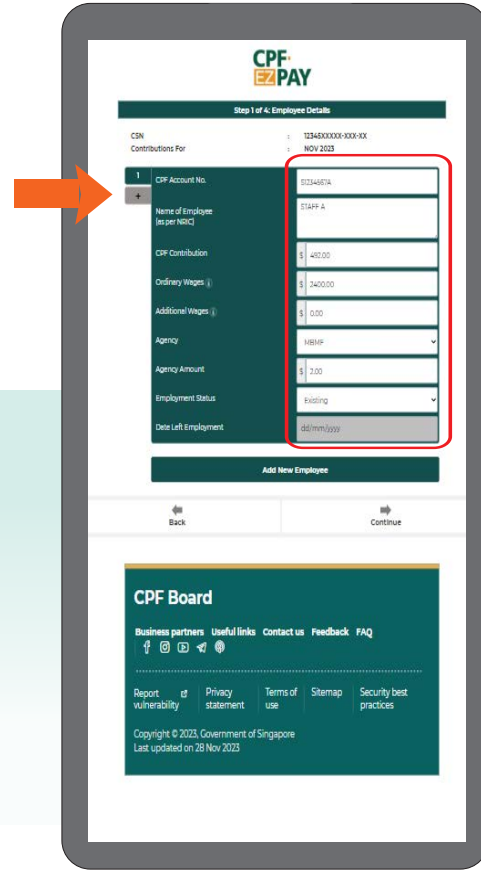 CPF
EZ PAY
Step 1 of 4: Employee Details
CSN : 12345XXXXX-XXX-XX
Contributions For : NOV 2023
1
+
CPF Account No. S1234567A
Name of Employee STAFF A
(as per NRIC)
CPF Contribution $ 492.00
Ordinary Wages i $ 2400.00
Additional Wages i $ 0.00
Agency MBMF
Agency Amount $ 2.00
Employment Status Existing
Date Left Employment dd/mm/yyyy
Add New Employee
Back Continue
CPF Board
Business partners Useful links Contact us Feedback FAQ
Report Privacy Terms of Sitemap Security best
vulnerability statement use practices
Copyright © 2023, Government of Singapore
Last updated on 28 Nov 2023